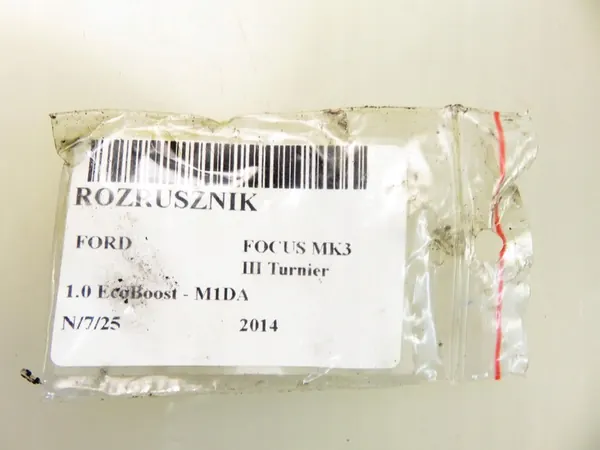 ROZRUSZNIK
FORD FOCUS MK3
III Turnier
1.0 EcoBoost - M1DA
N/7/25 2014